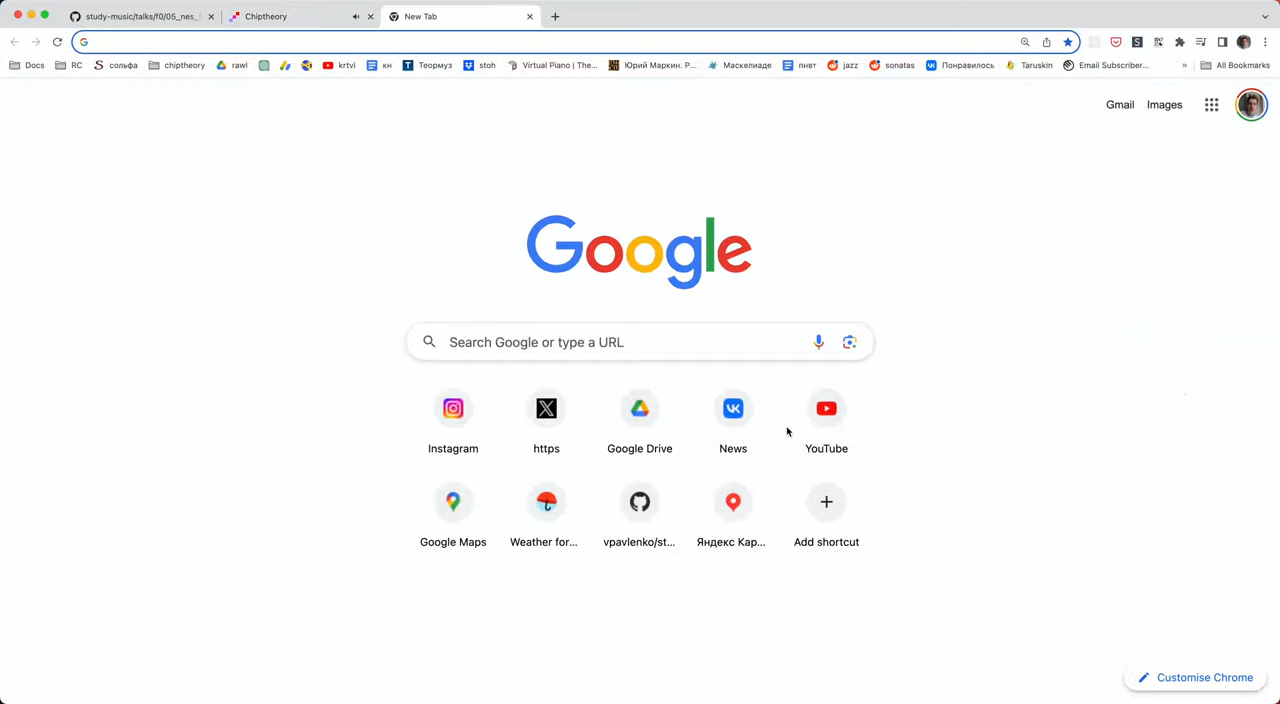 study-music/talks/f0/05_nes_
Chiptheory
New Tab
Docs RC сольфа chiptheory rawl krtvl кн Теормуз stoh Virtual Piano | The... Юрий Маркин. Р... Маскелиаде пнвт jazz sonatas Понравилось Taruskin Email Subscriber... » All Bookmarks
Gmail Images
Google
Search Google or type a URL
Instagram https Google Drive News YouTube
Google Maps Weather for... vpavlenko/st... Яндекс Кар... Add shortcut
Customise Chrome